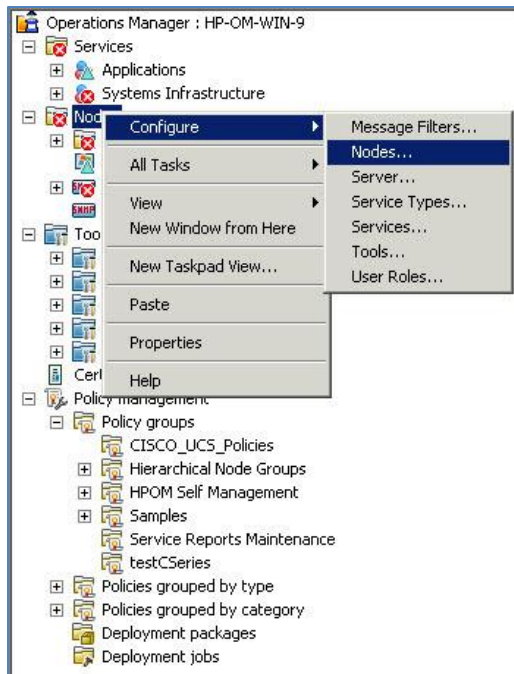 Operations Manager : HP-OM-WIN-9
Services
Applications
Systems Infrastructure
Configure
All Tasks
View
New Window from Here
New Taskpad View...
Paste
Properties
Help
Message Filters...
Nodes...
Server...
Service Types...
Services...
Tools...
User Roles...
Policy management
Policy groups
CISCO_UCS_Policies
Hierarchical Node Groups
HPOM Self Management
Samples
Service Reports Maintenance
testCSeries
Policies grouped by type
Policies grouped by category
Deployment packages
Deployment jobs